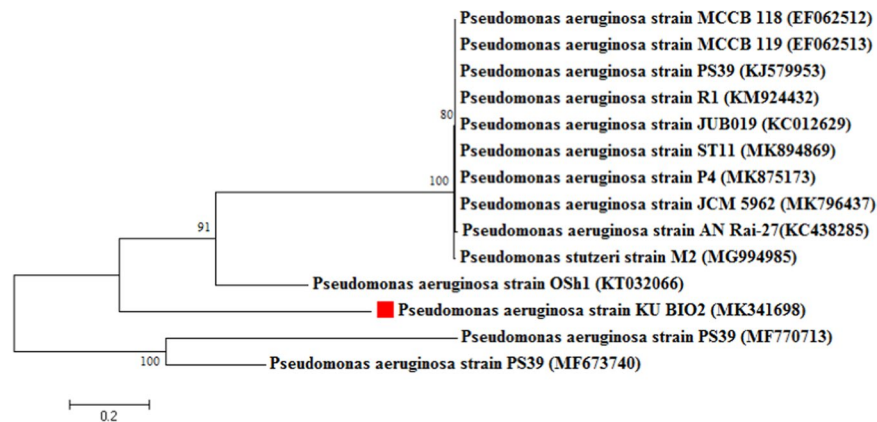 Pseudomonas aeruginosa strain MCCB 118 (EF062512)
Pseudomonas aeruginosa strain MCCB 119 (EF062513)
Pseudomonas aeruginosa strain PS39 (KJ579953)
Pseudomonas aeruginosa strain R1 (KM924432)
80
Pseudomonas aeruginosa strain JUB019 (KC012629)
Pseudomonas aeruginosa strain ST11 (MK894869)
100
Pseudomonas aeruginosa strain P4 (MK875173)
Pseudomonas aeruginosa strain JCM 5962 (MK796437)
91
Pseudomonas aeruginosa strain AN Rai-27(KC438285)
Pseudomonas stutzeri strain M2 (MG994985)
Pseudomonas aeruginosa strain OSh1 (KT032066)
Pseudomonas aeruginosa strain KU BIO2 (MK341698)
Pseudomonas aeruginosa strain PS39 (MF770713)
100
Pseudomonas aeruginosa strain PS39 (MF673740)
0.2